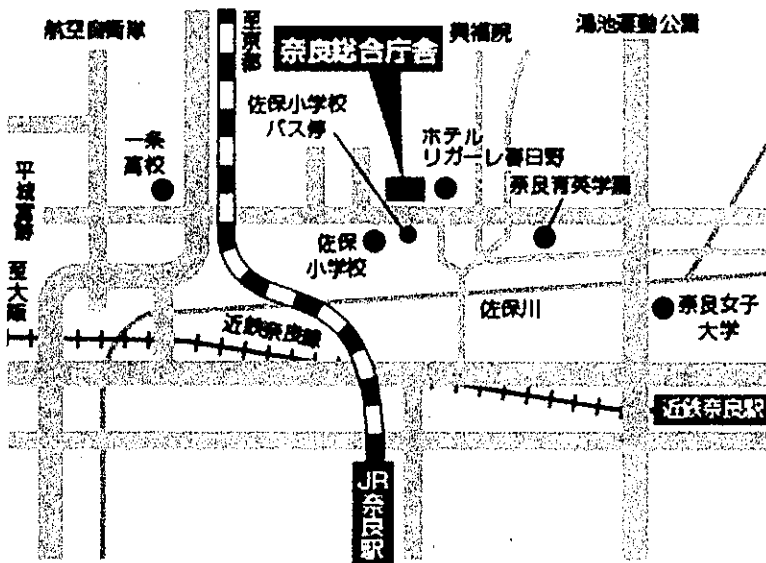 航空自衛隊
至京都
興福院
鴻池運動公園
奈良総合庁舎
佐保小学校
バス停
一条
高校
ホテル
リガーレ春日野
奈良育英学園
平城宮跡
至大阪
佐保
小学校
佐保川
奈良女子
大学
近鉄奈良線
近鉄奈良駅
JR
奈良駅